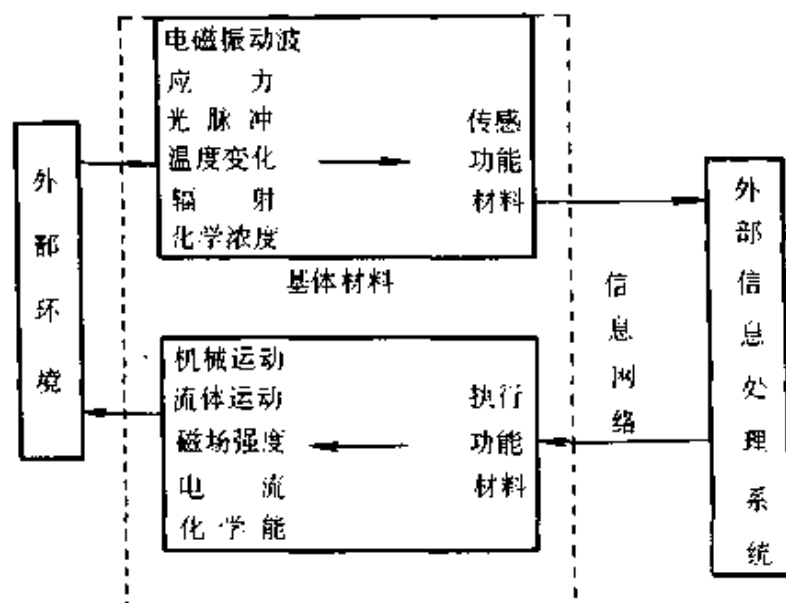 外部环境
电磁振动波
应力
光脉冲
温度变化
辐射
化学浓度
传感
功能
材料
基体材料
机械运动
流体运动
磁场强度
电流
化学能
执行
功能
材料
信息网络
外部信息处理系统